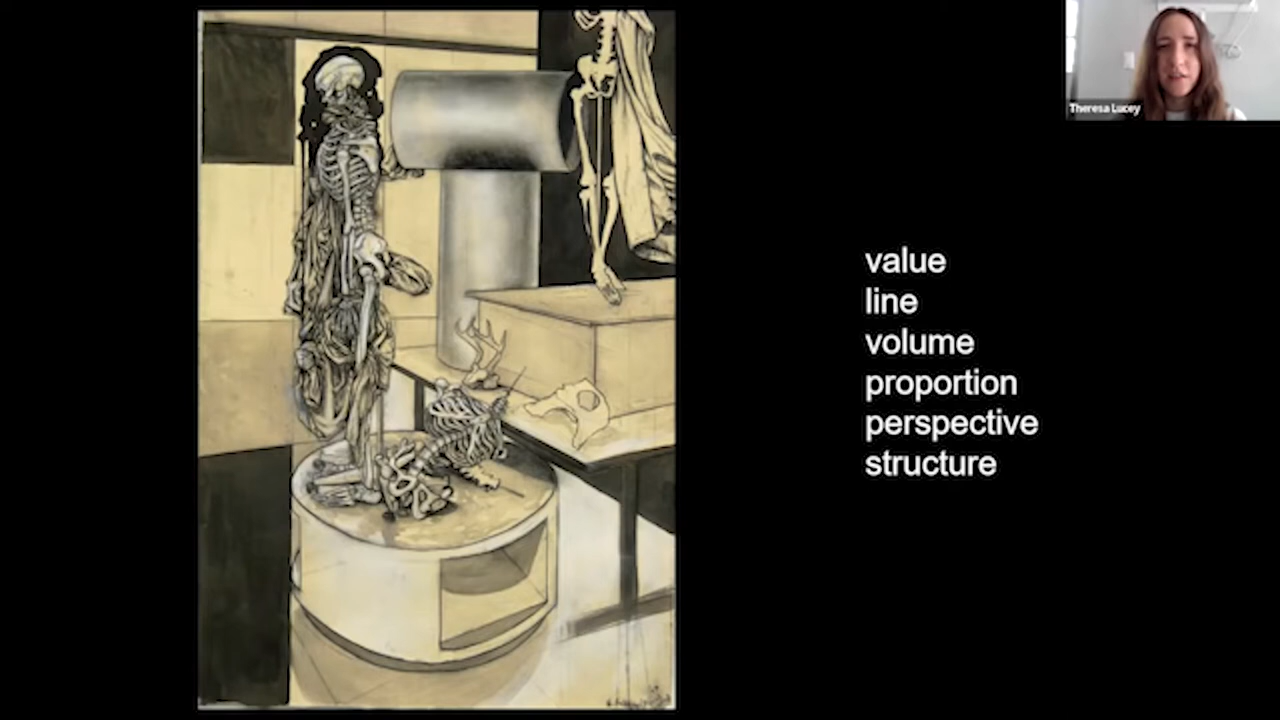 Theresa Lucey
value
line
volume
proportion
perspective
structure